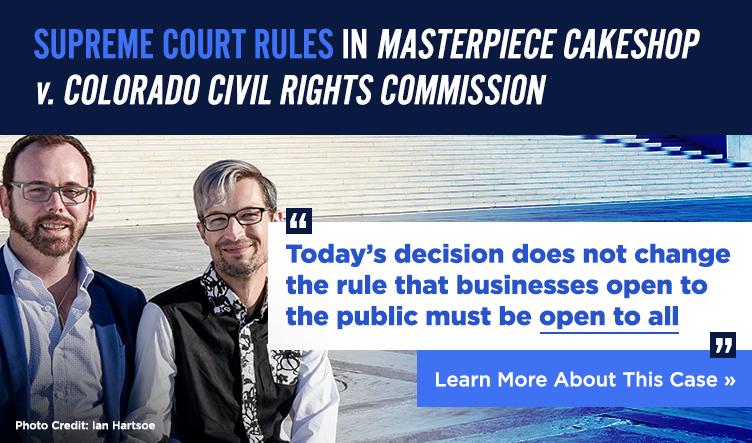 SUPREME COURT RULES IN MASTERPIECE CAKESHOP
v. COLORADO CIVIL RIGHTS COMMISSION
“
Today’s decision does not change
the rule that businesses open to
the public must be open to all
”
Learn More About This Case »
Photo Credit: Ian Hartsoe